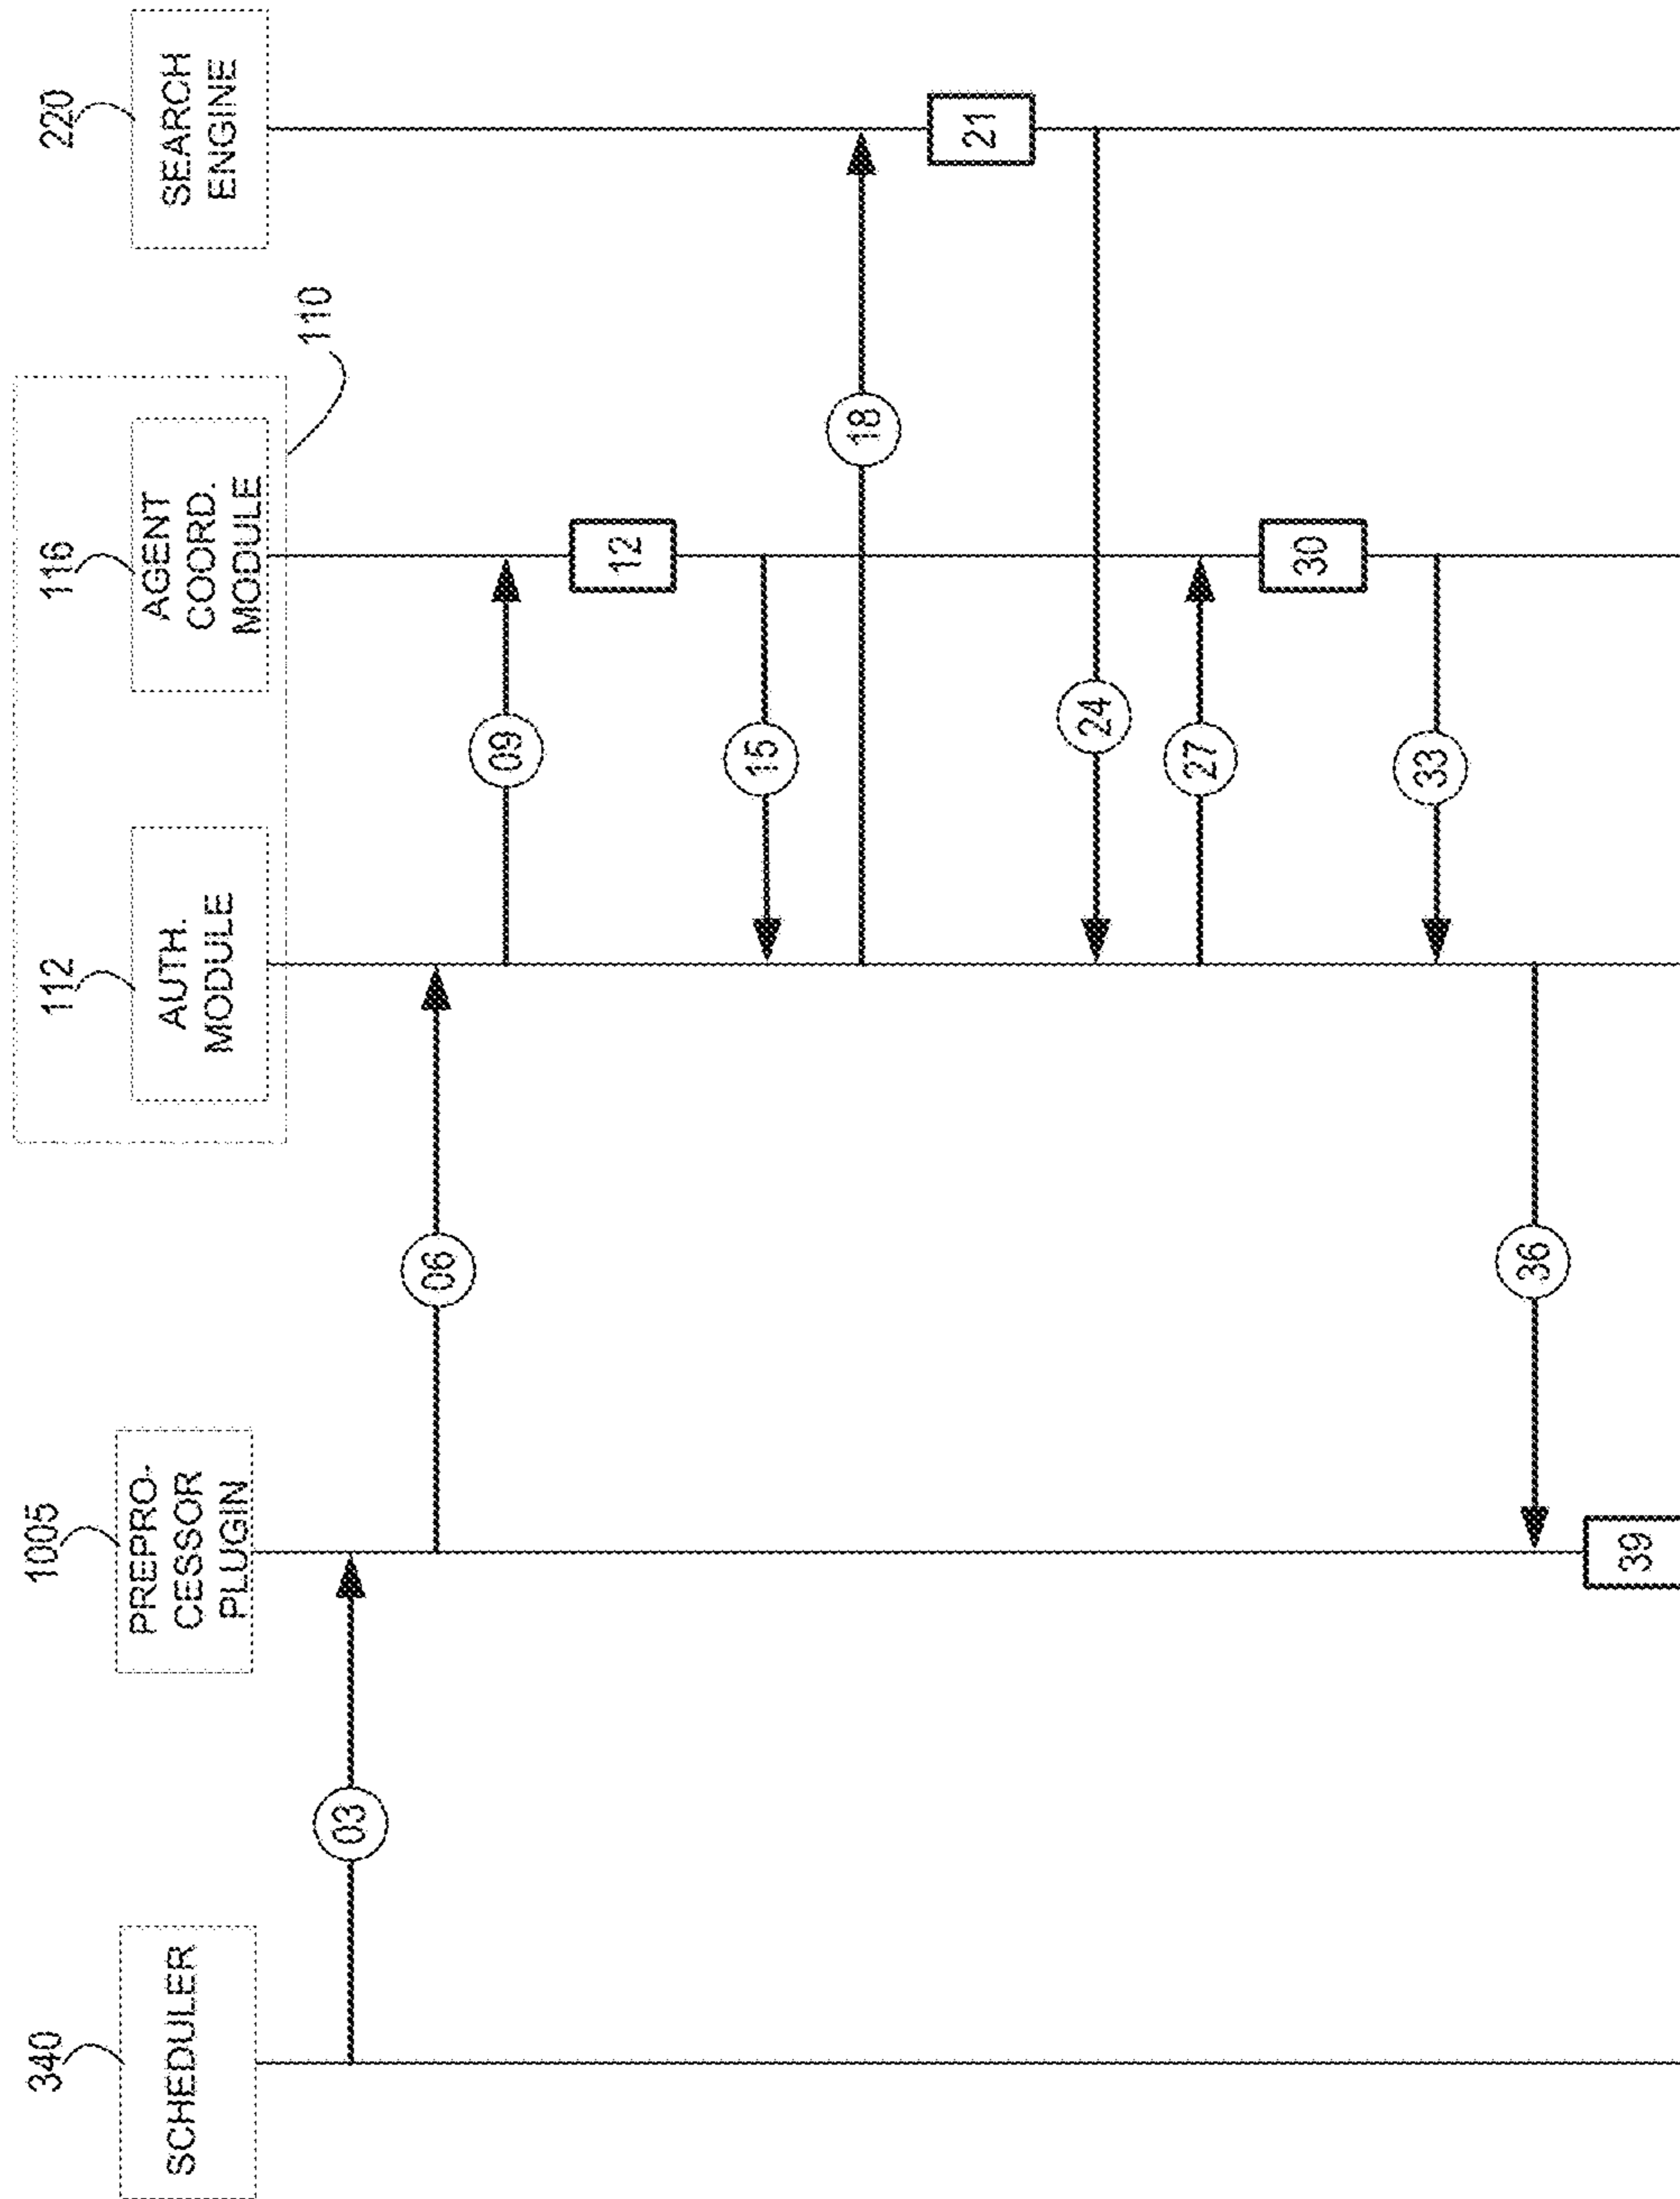 340
SCHEDULER
1005
PREPRO-
CESSOR
PLUGIN
112
AUTH.
MODULE
116
AGENT
COORD.
MODULE
110
220
SEARCH
ENGINE
03
06
09
12
15
18
21
24
27
30
33
36
39